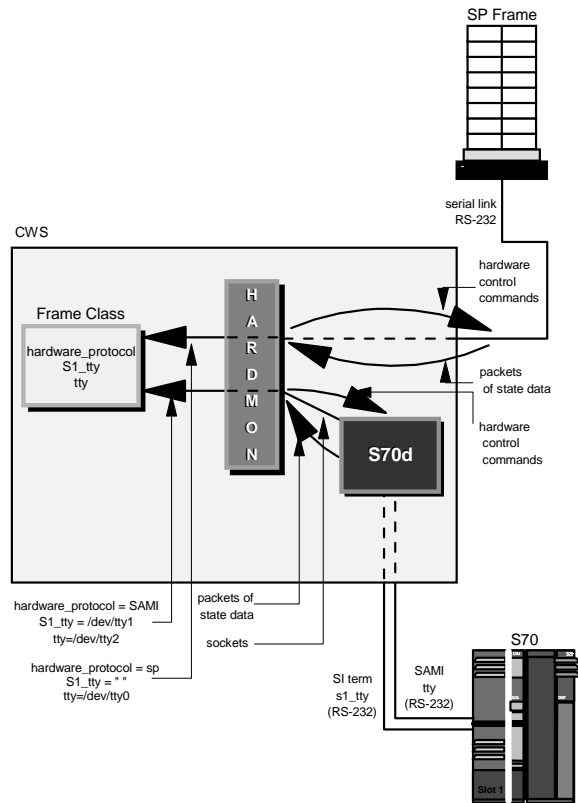 SP Frame
serial link
RS-232
CWS
hardware
control
commands
H
A
R
D
M
O
N
Frame Class
hardware_protocol
S1_tty
tty
packets
of state data
hardware
control
commands
S70d
hardware_protocol = SAMI
S1_tty = /dev/tty1
tty=/dev/tty2
packets of
state data
sockets
hardware_protocol = sp
S1_tty = " "
tty=/dev/tty0
SI term
s1_tty
(RS-232)
SAMI
tty
(RS-232)
S70
Slot 1